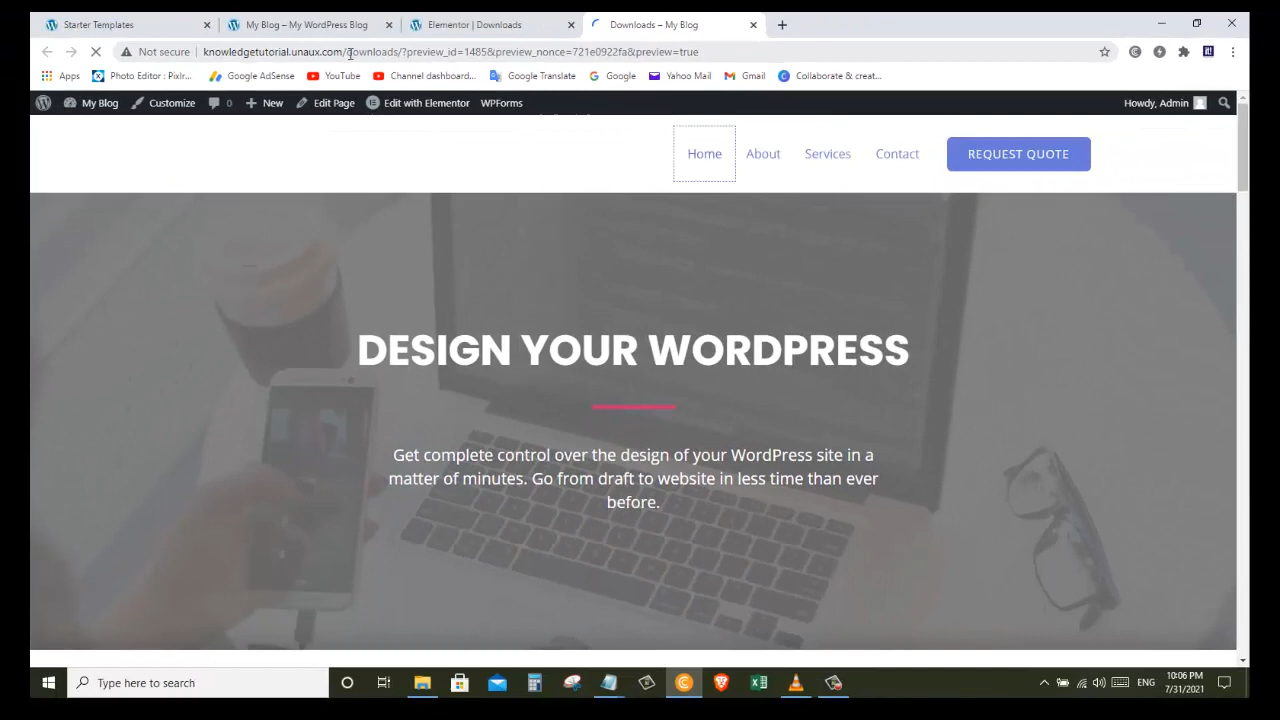 Starter Templates
My Blog – My WordPress Blog
Elementor | Downloads
Downloads – My Blog
Not secure
knowledgetutorial.unaux.com/downloads/?preview_id=1485&preview_nonce=721e0922fa&preview=true
Apps
Photo Editor : Pixlr...
Google AdSense
YouTube
Channel dashboard...
Google Translate
Google
Yahoo Mail
Gmail
Collaborate & creat...
My Blog
Customize
0
New
Edit Page
Edit with Elementor
WPForms
Howdy, Admin
Home
About
Services
Contact
REQUEST QUOTE
DESIGN YOUR WORDPRESS
Get complete control over the design of your WordPress site in a
matter of minutes. Go from draft to website in less time than ever
before.
Type here to search
ENG
10:06 PM
7/31/2021